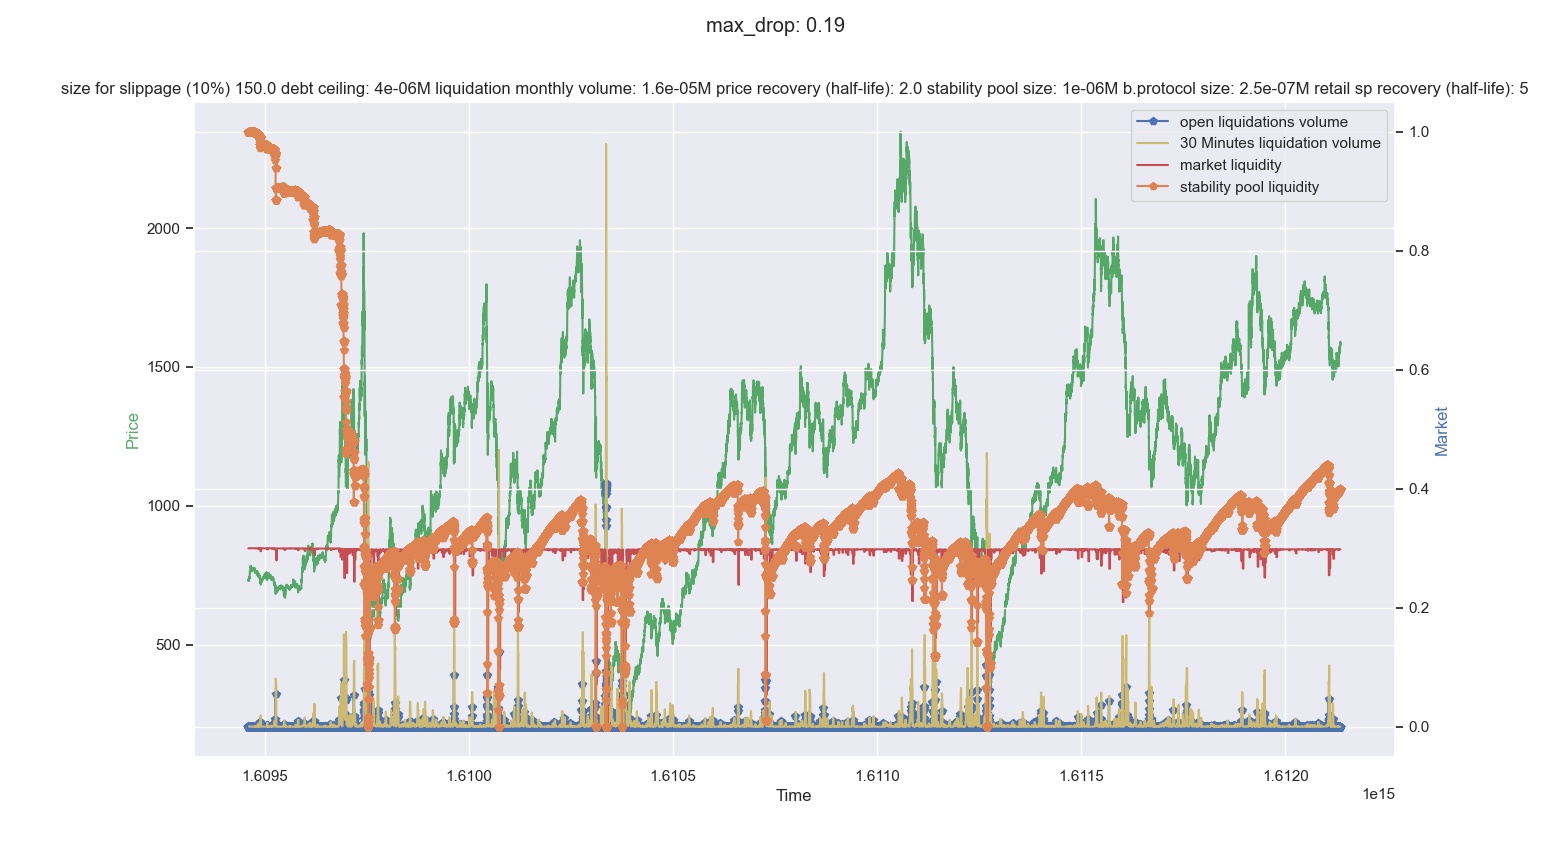 max_drop: 0.19
size for slippage (10%) 150.0 debt ceiling: 4e-06M liquidation monthly volume: 1.6e-05M price recovery (half-life): 2.0 stability pool size: 1e-06M b.protocol size: 2.5e-07M retail sp recovery (half-life): 5
open liquidations volume
30 Minutes liquidation volume
market liquidity
stability pool liquidity
2000
1500
1000
500
Price
1.0
0.8
0.6
0.4
0.2
0.0
Market
1.6095
1.6100
1.6105
1.6110
1.6115
1.6120
Time
1e15